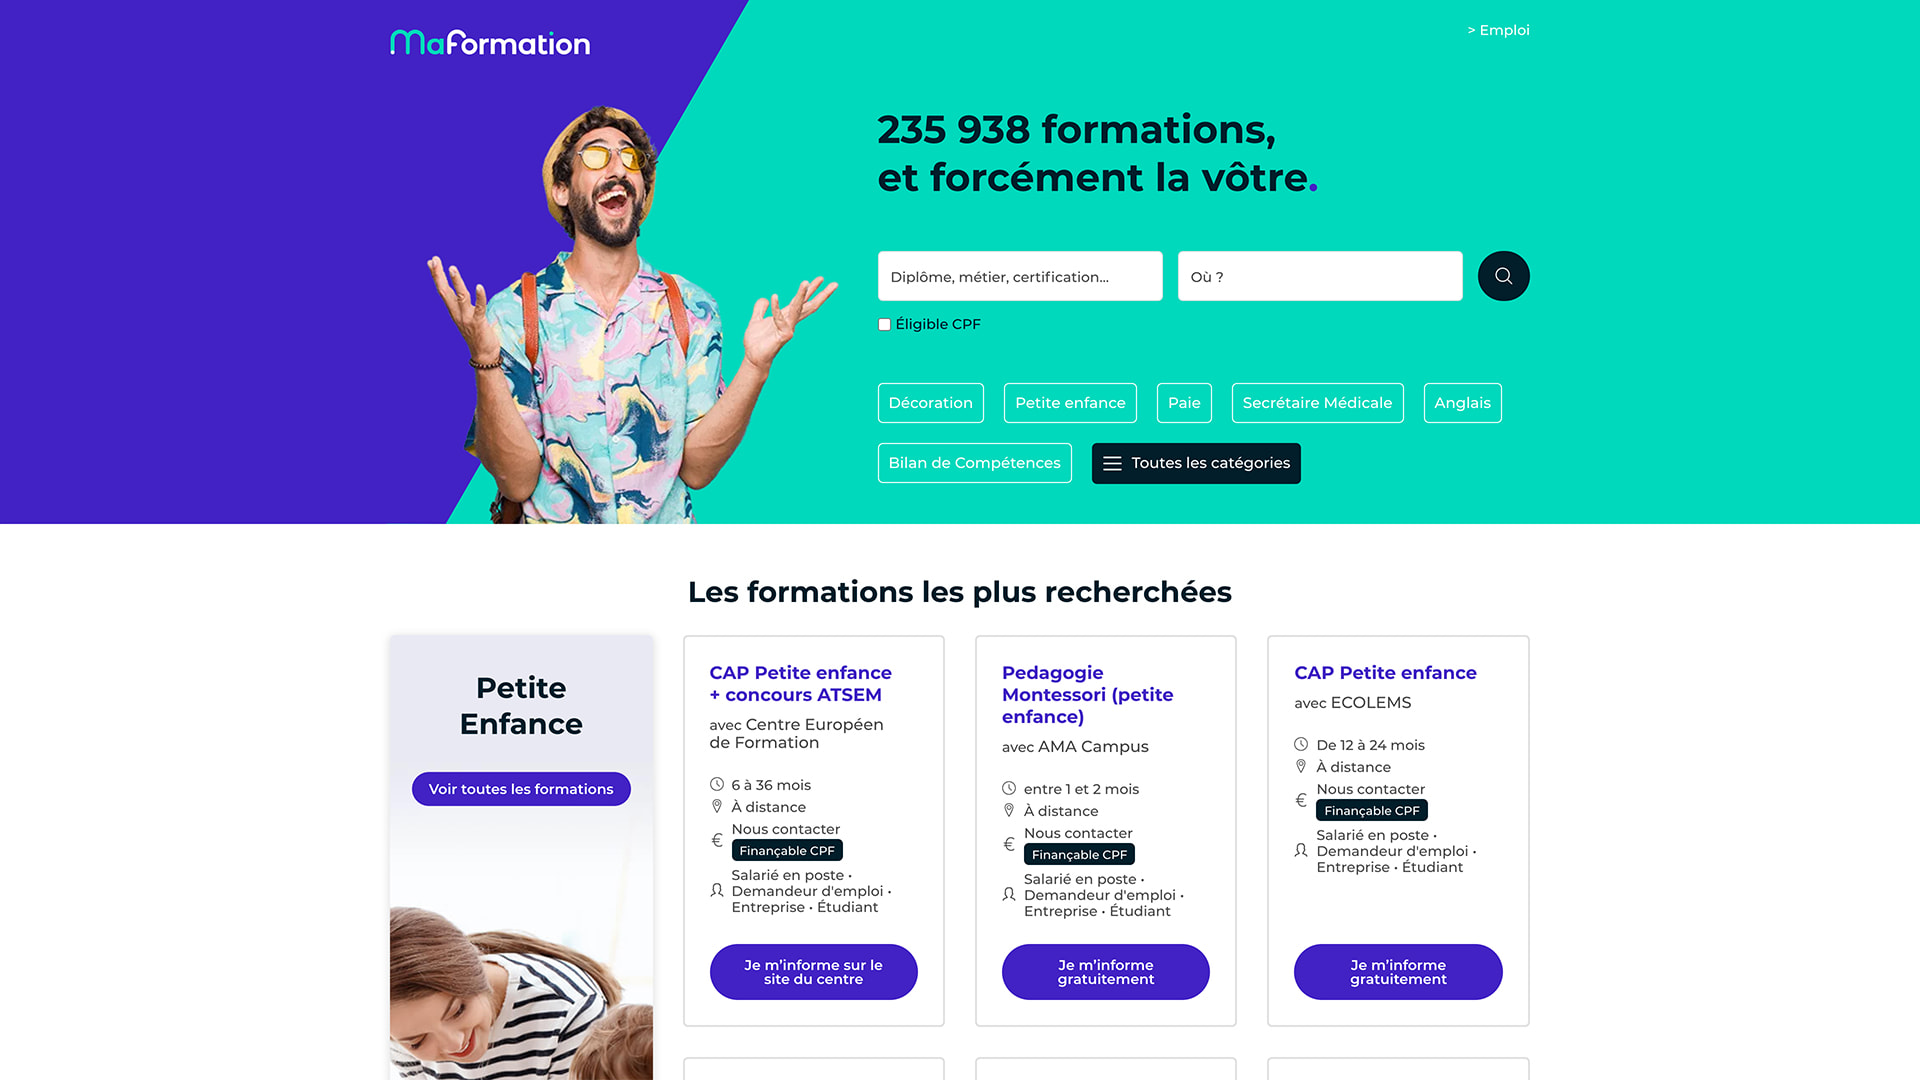 MaFormation
> Emploi
235 938 formations,
et forcément la vôtre.
Diplôme, métier, certification...
Où ?
Éligible CPF
Décoration
Petite enfance
Paie
Secrétaire Médicale
Anglais
Bilan de Compétences
Toutes les catégories
Les formations les plus recherchées
Petite
Enfance
Voir toutes les formations
CAP Petite enfance
+ concours ATSEM
avec Centre Européen
de Formation
6 à 36 mois
À distance
Nous contacter
€
Finançable CPF
Salarié en poste •
Demandeur d'emploi •
Entreprise • Étudiant
Je m’informe sur le
site du centre
Pedagogie
Montessori (petite
enfance)
avec AMA Campus
entre 1 et 2 mois
À distance
Nous contacter
€
Finançable CPF
Salarié en poste •
Demandeur d'emploi •
Entreprise • Étudiant
Je m’informe
gratuitement
CAP Petite enfance
avec ECOLEMS
De 12 à 24 mois
À distance
Nous contacter
€
Finançable CPF
Salarié en poste •
Demandeur d'emploi •
Entreprise • Étudiant
Je m’informe
gratuitement